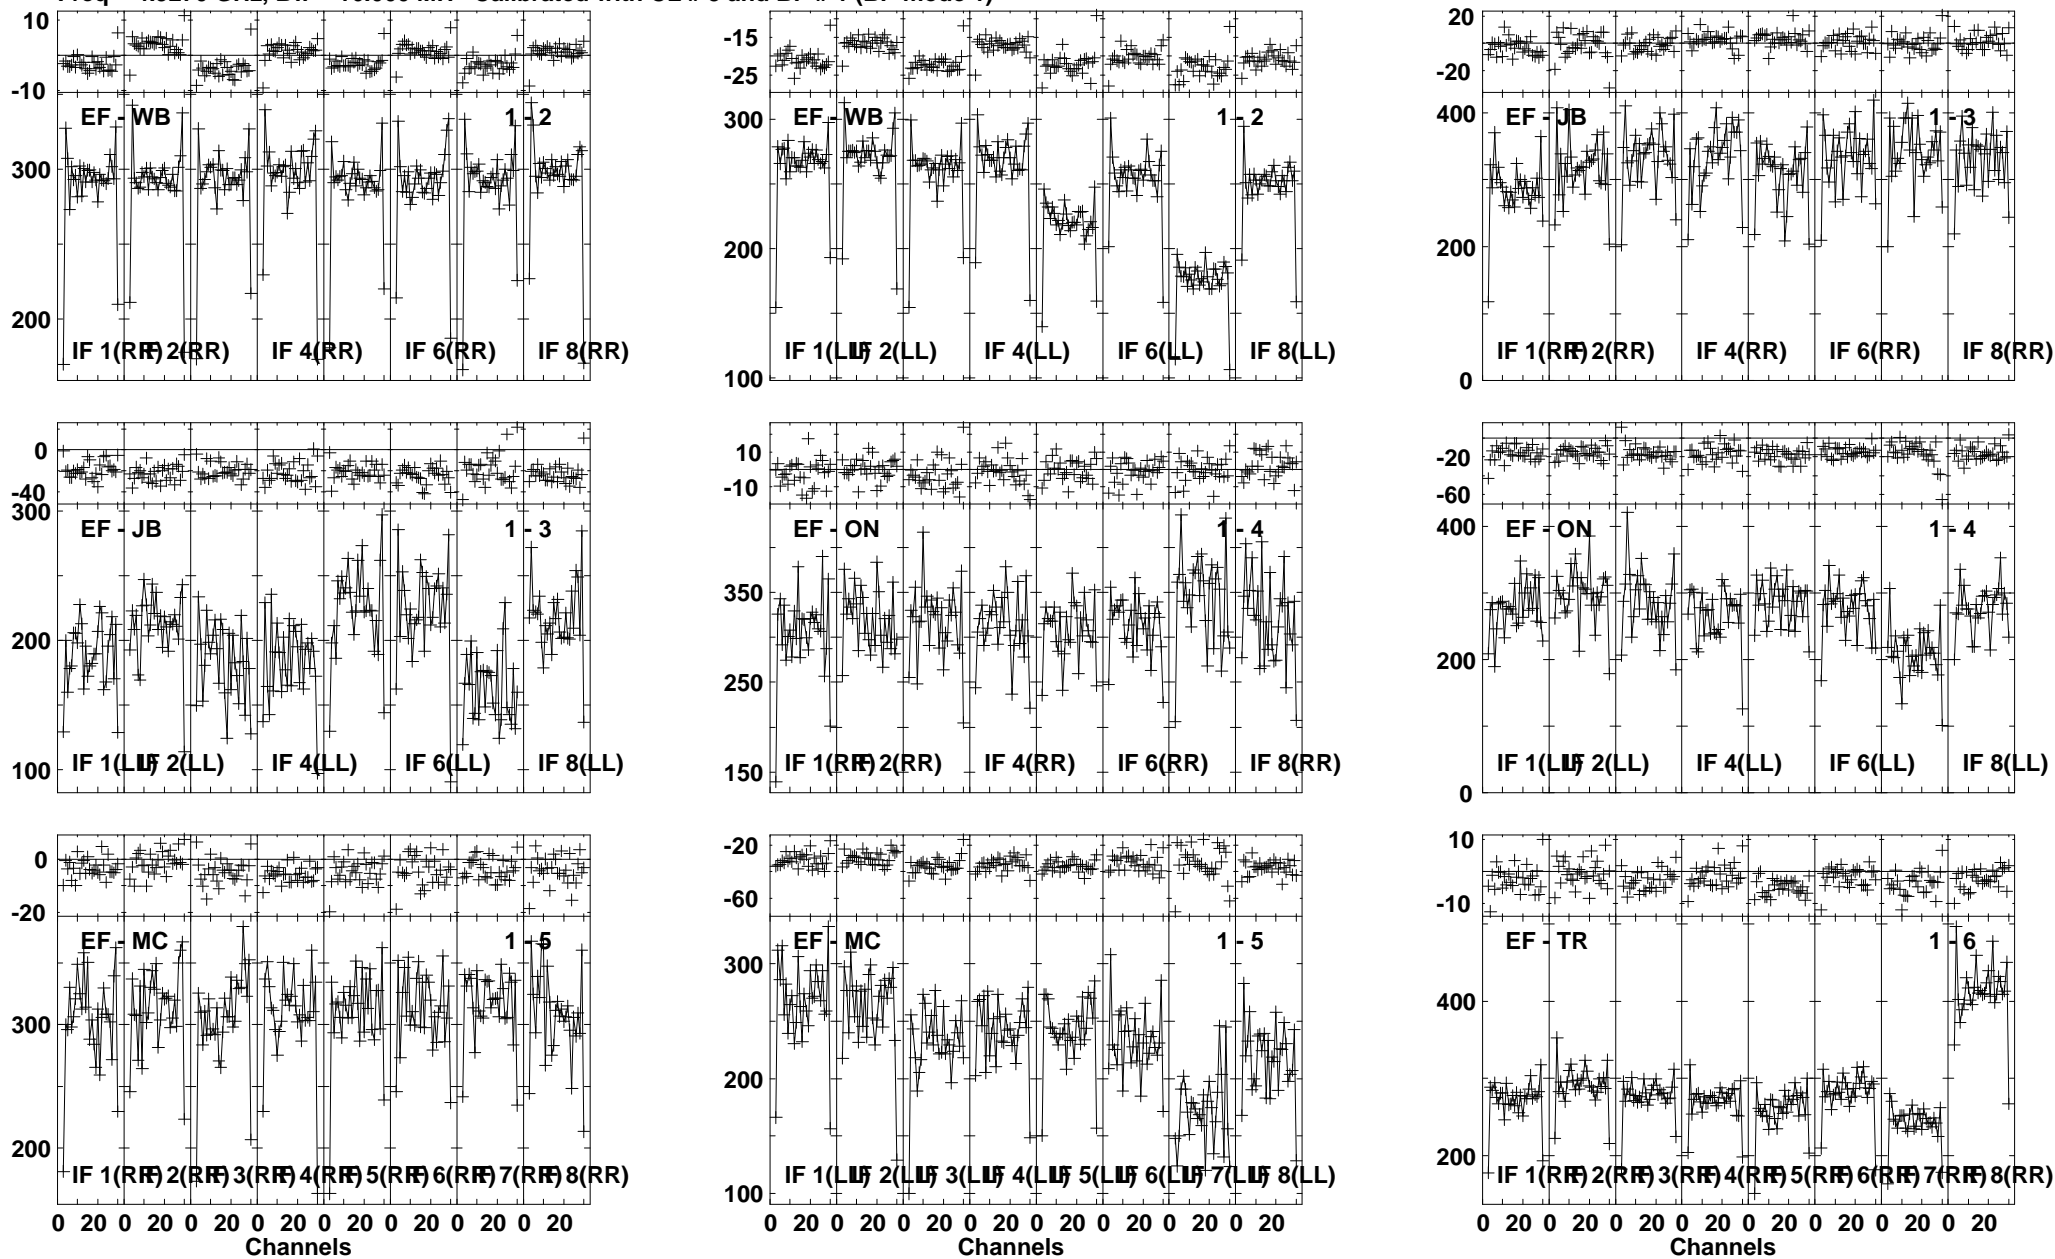 10
-10
EF - WB
1 - 2
300
200
IF 1(RR)
IF 2(RR)
IF 4(RR)
IF 6(RR)
IF 8(RR)
-15
-25
300
EF - WB
1 - 2
200
IF 1(LL)
IF 2(LL)
IF 4(LL)
IF 6(LL)
IF 8(LL)
100
20
-20
400
EF - JB
1 - 3
200
IF 1(RR)
IF 2(RR)
IF 4(RR)
IF 6(RR)
IF 8(RR)
0
0
-40
300
EF - JB
1 - 3
200
IF 1(LL)
IF 2(LL)
IF 4(LL)
IF 6(LL)
IF 8(LL)
100
10
-10
EF - ON
1 - 4
350
250
IF 1(RR)
IF 2(RR)
IF 4(RR)
IF 6(RR)
IF 8(RR)
150
-20
-60
400
EF - ON
1 - 4
200
IF 1(LL)
IF 2(LL)
IF 4(LL)
IF 6(LL)
IF 8(LL)
0
0
-20
EF - MC
1 - 5
300
200
IF 1(RR)
IF 2(RR)
IF 3(RR)
IF 4(RR)
IF 5(RR)
IF 6(RR)
IF 7(RR)
IF 8(RR)
0 20 0 20 0 20 0 20 0 20 0 20 0 20 0 20
Channels
-20
-60
EF - MC
1 - 5
300
200
IF 1(LL)
IF 2(LL)
IF 3(LL)
IF 4(LL)
IF 5(LL)
IF 6(LL)
IF 7(LL)
IF 8(LL)
100
0 20 0 20 0 20 0 20 0 20 0 20 0 20 0 20
Channels
10
-10
EF - TR
1 - 6
400
200
IF 1(RR)
IF 2(RR)
IF 3(RR)
IF 4(RR)
IF 5(RR)
IF 6(RR)
IF 7(RR)
IF 8(RR)
0 20 0 20 0 20 0 20 0 20 0 20 0 20 0 20
Channels